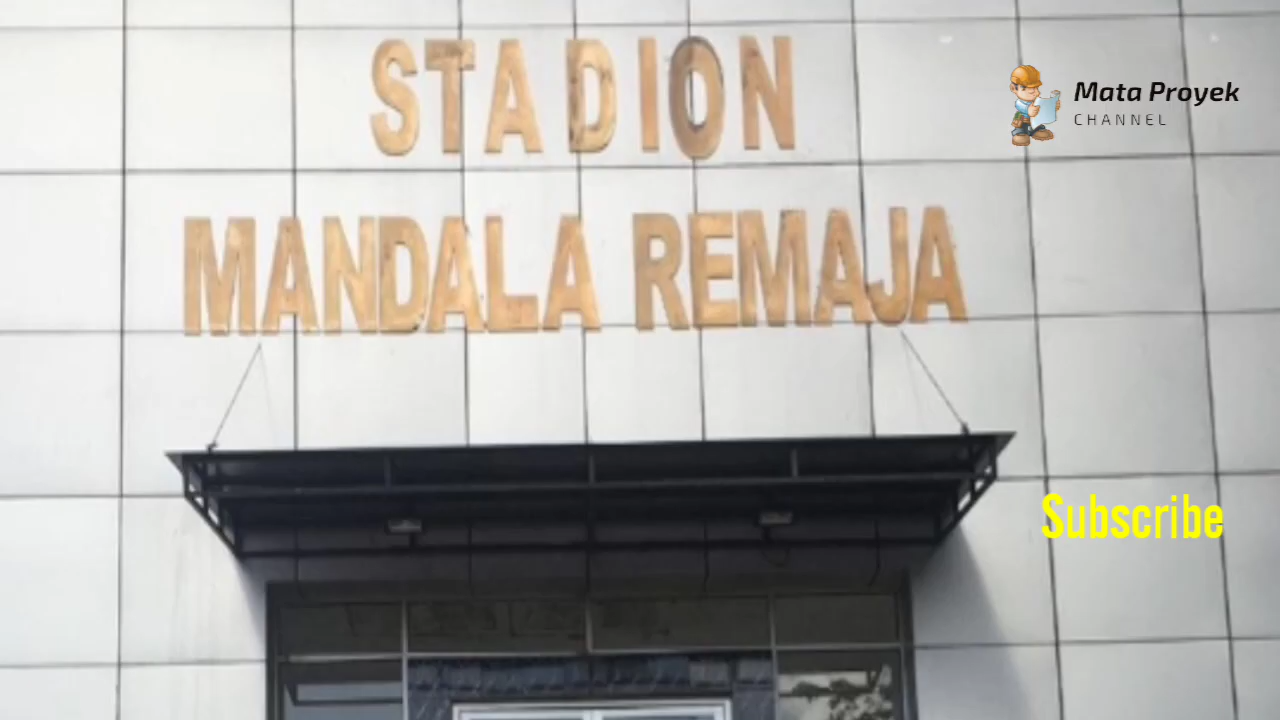 STADION
MANDALA REMAJA
Mata Proyek
CHANNEL
Subscribe